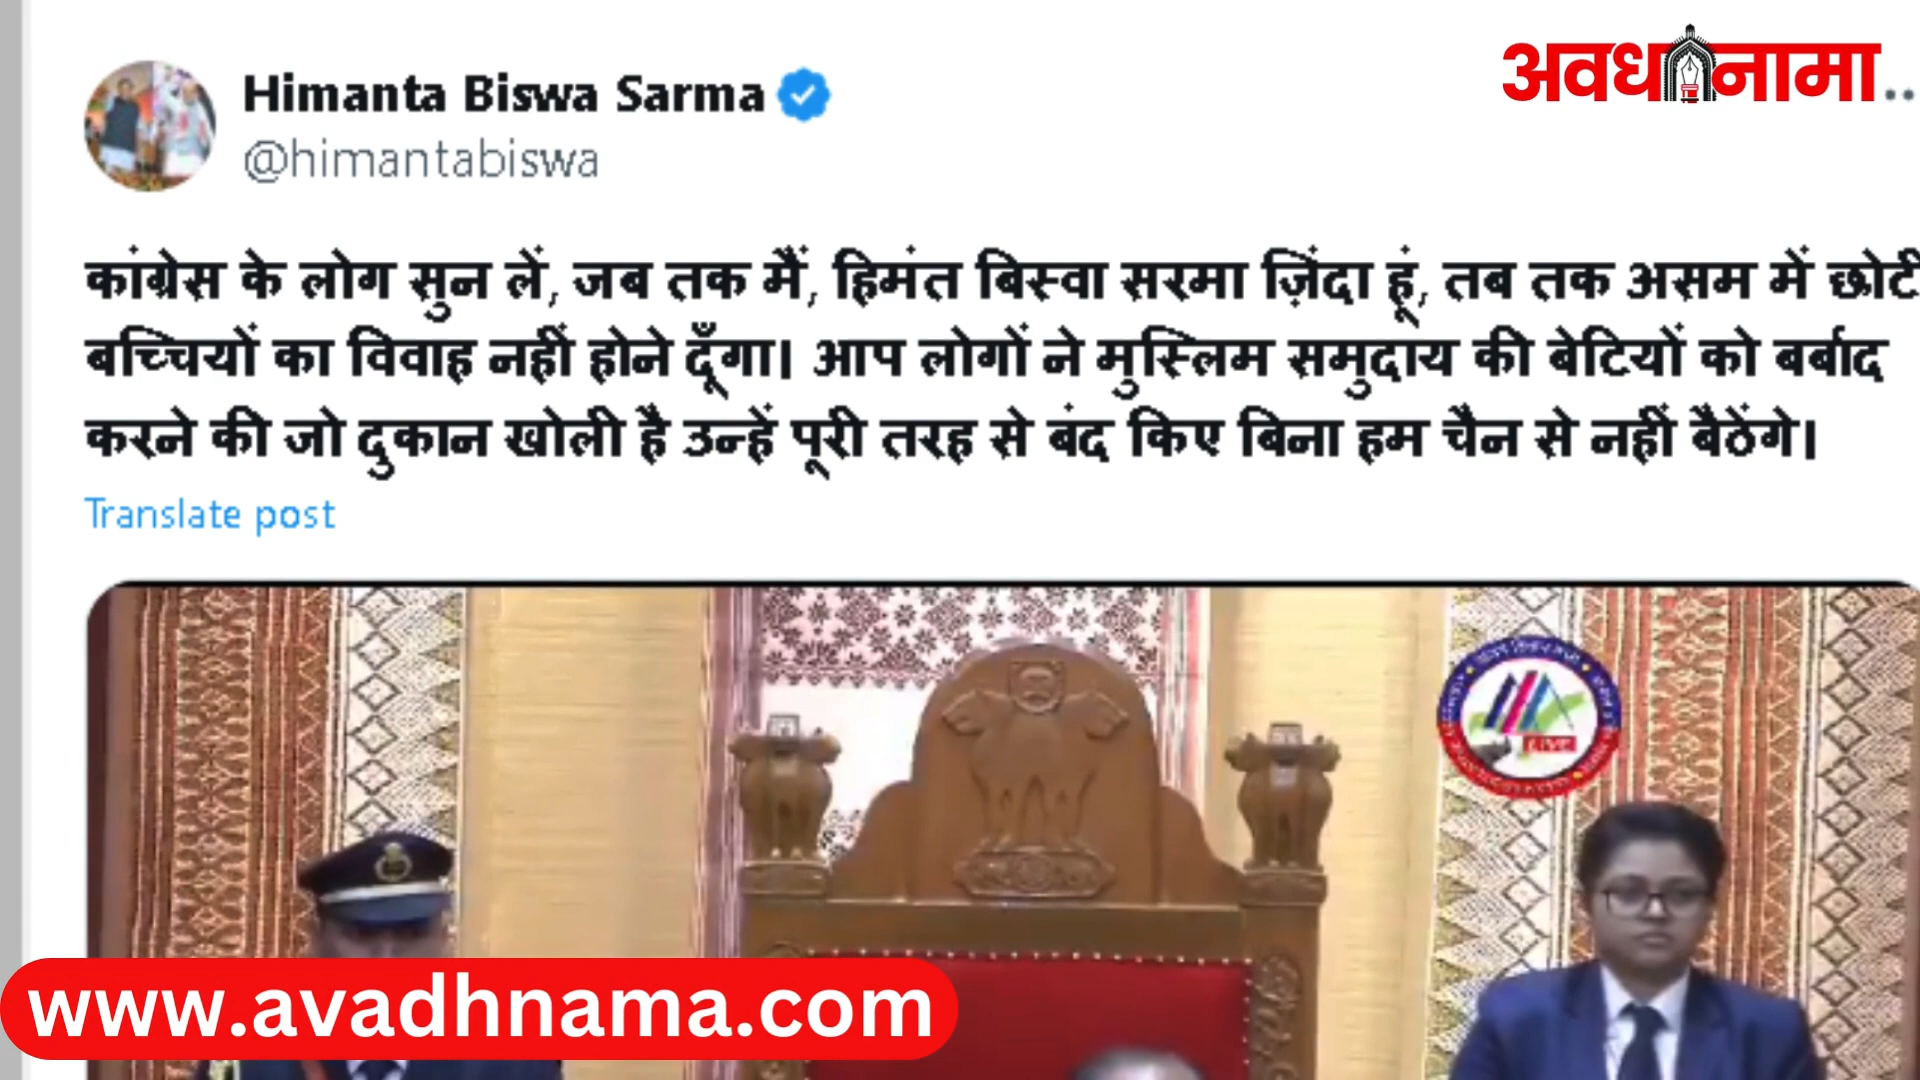 अवधनाम
Himanta Biswa Sarma
@himantabiswa
कांग्रेस के लोग सुन लें, जब तक मैं, हिमंत बिस्वा सरमा ज़िंदा हूं, तब तक असम में छोटी
बच्चियों का विवाह नहीं होने दूँगा। आप लोगों ने मुस्लिम समुदाय की बेटियों को बर्बाद
करने की जो दुकान खोली है उन्हें पूरी तरह से बंद किए बिना हम चैन से नहीं बैठेंगे।
Translate post
LIVE
www.avadhnama.com